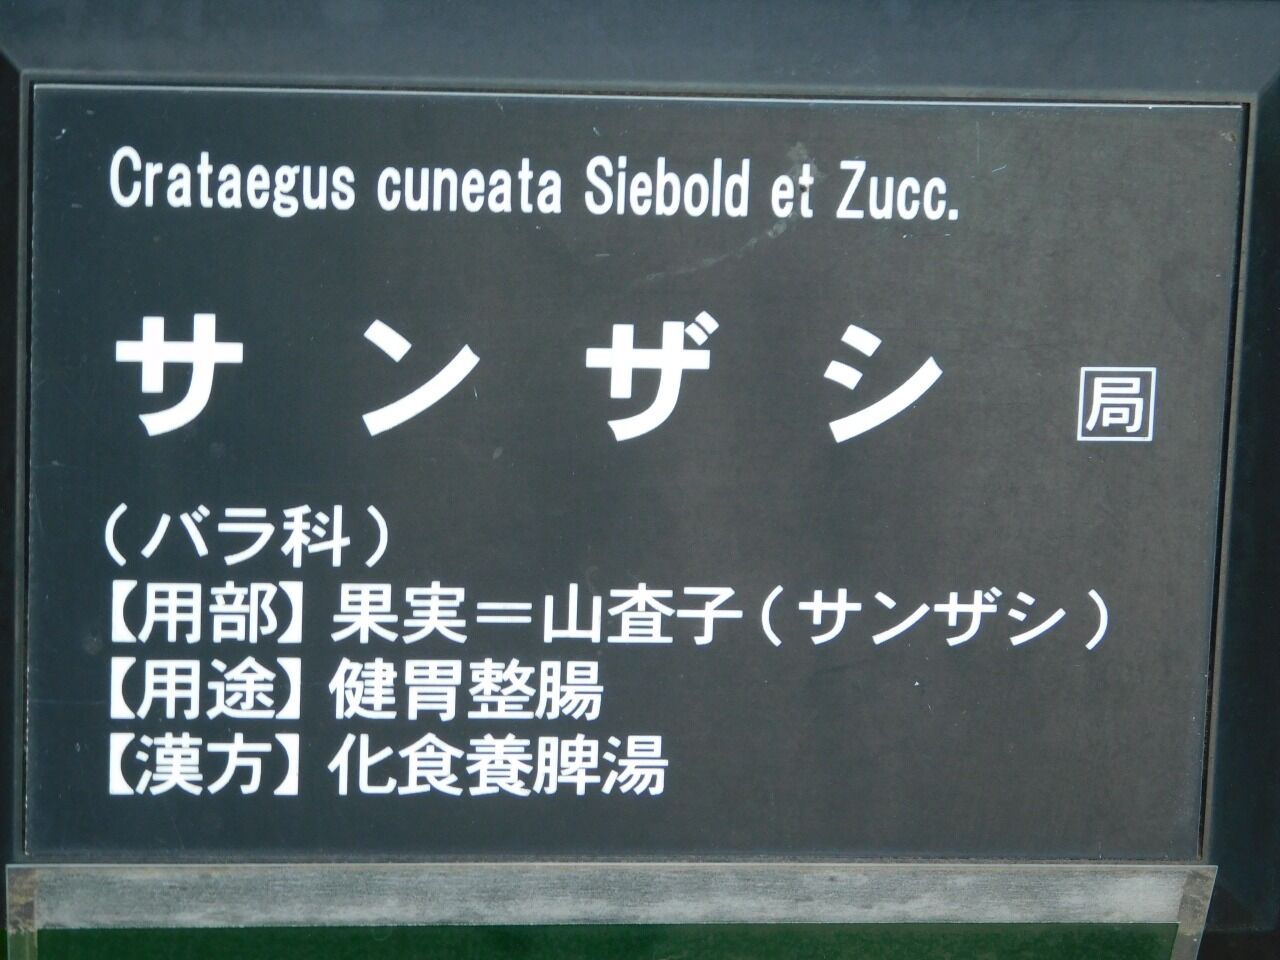 Crataegus cuneata Siebold et Zucc.
サンザシ 局
（バラ科）
【用部】果実＝山査子（サンザシ）
【用途】健胃整腸
【漢方】化食養脾湯